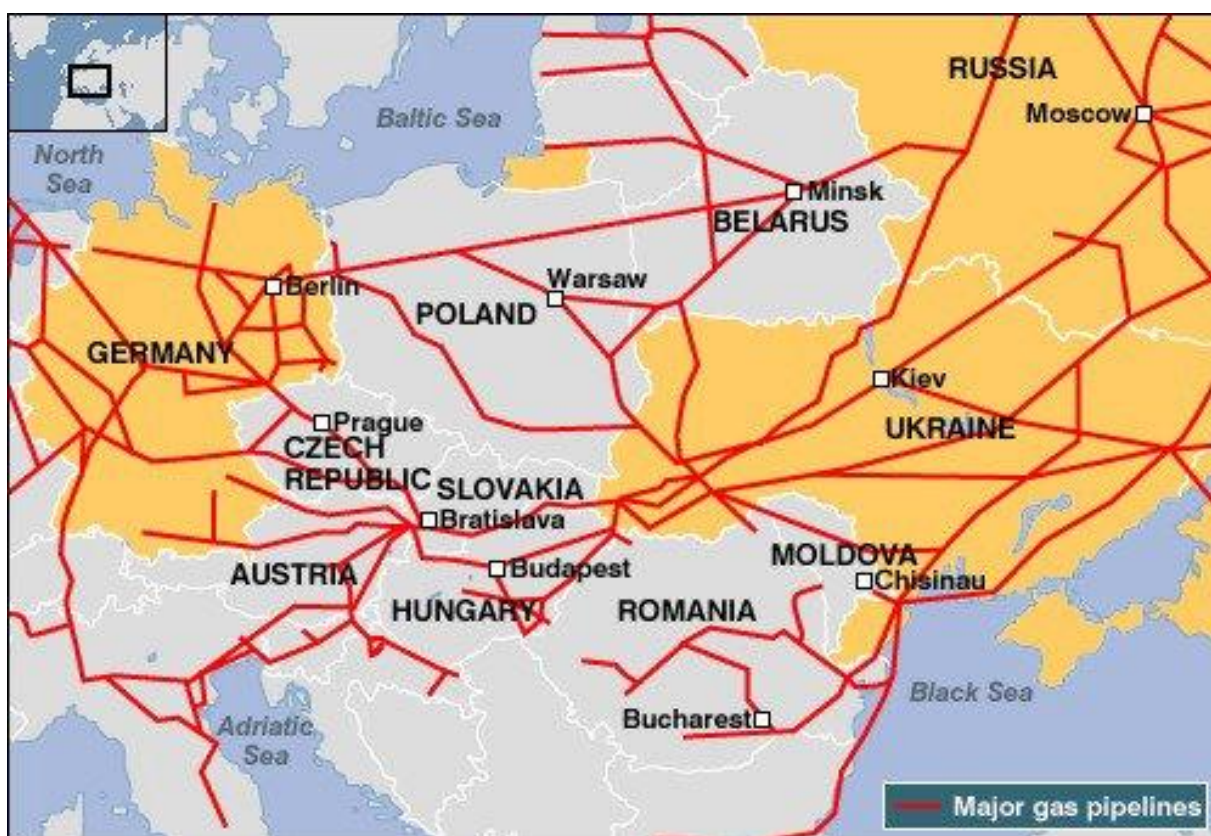 RUSSIA
Moscow
Baltic Sea
North
Sea
Minsk
BELARUS
Berlin
Warsaw
POLAND
GERMANY
Kiev
UKRAINE
Prague
CZECH
REPUBLIC
SLOVAKIA
Bratislava
MOLDOVA
AUSTRIA
Budapest
Chisinau
HUNGARY
ROMANIA
Black Sea
Adriatic
Sea
Bucharest
Major gas pipelines